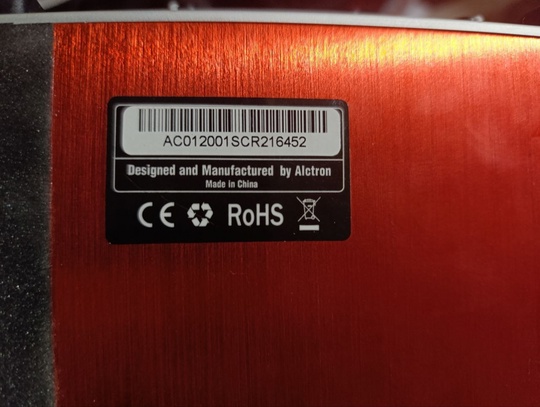 AC012001SCR216452
Designed and Manufactured by Alctron
Made in China
CE RoHS